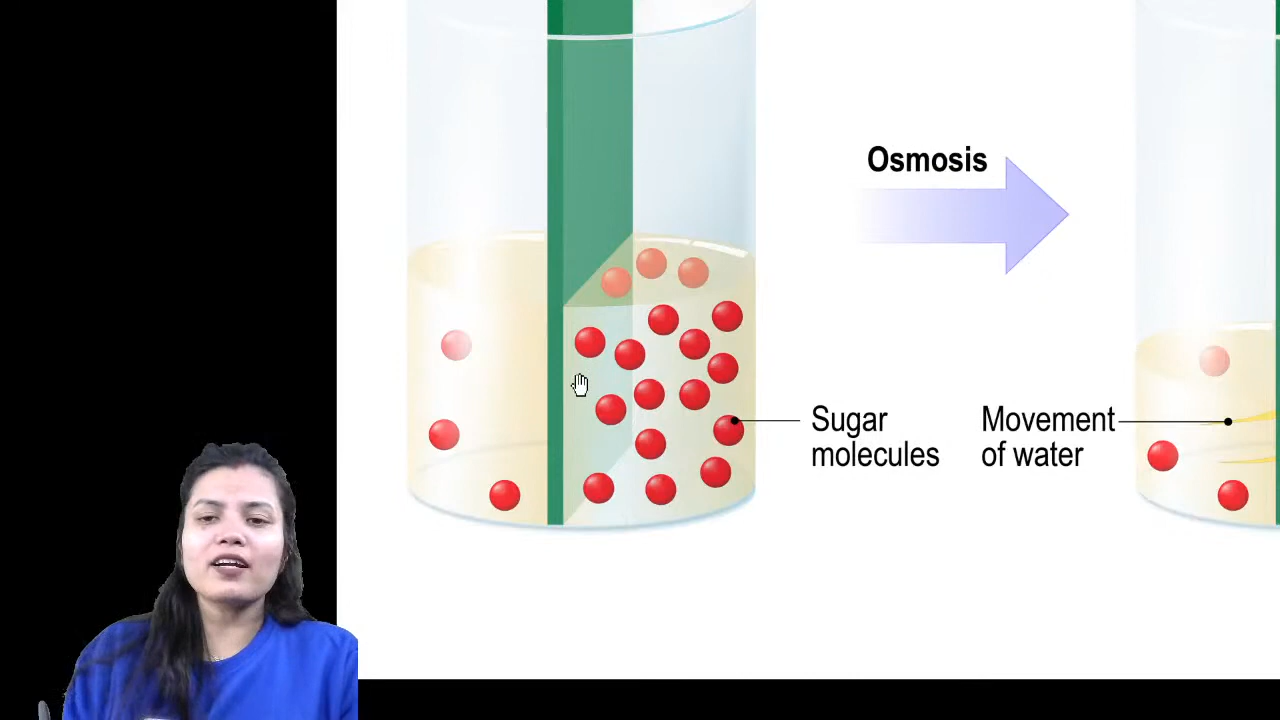 Osmosis
Sugar
molecules
Movement
of water